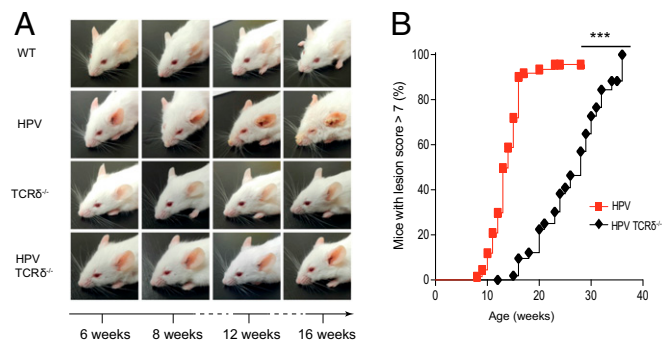 A
WT
HPV
TCRδ-/-
HPV
TCRδ-/-
6 weeks
8 weeks
12 weeks
16 weeks
B
***
Mice with lesion score > 7 (%)
100
80
60
40
20
0
0
10
20
30
40
Age (weeks)
HPV
HPV TCRδ-/-